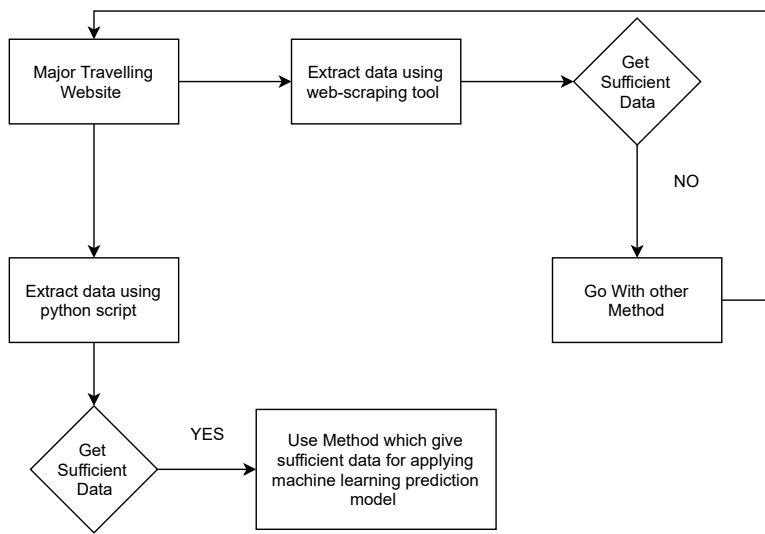 Major Travelling
Website
Extract data using
web-scraping tool
Get
Sufficient
Data
NO
Extract data using
python script
Go With other
Method
YES
Get
Sufficient
Data
Use Method which give
sufficient data for applying
machine learning prediction
model